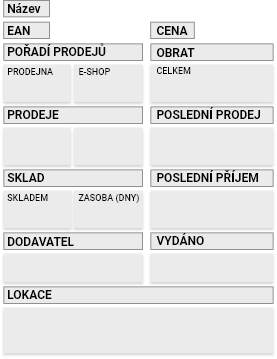 Název
EAN
CENA
POŘADÍ PRODEJŮ
OBRAT
PRODEJNA
E-SHOP
CELKEM
PRODEJE
POSLEDNÍ PRODEJ
SKLAD
POSLEDNÍ PŘÍJEM
SKLADEM
ZASOBA (DNY)
DODAVATEL
VYDÁNO
LOKACE